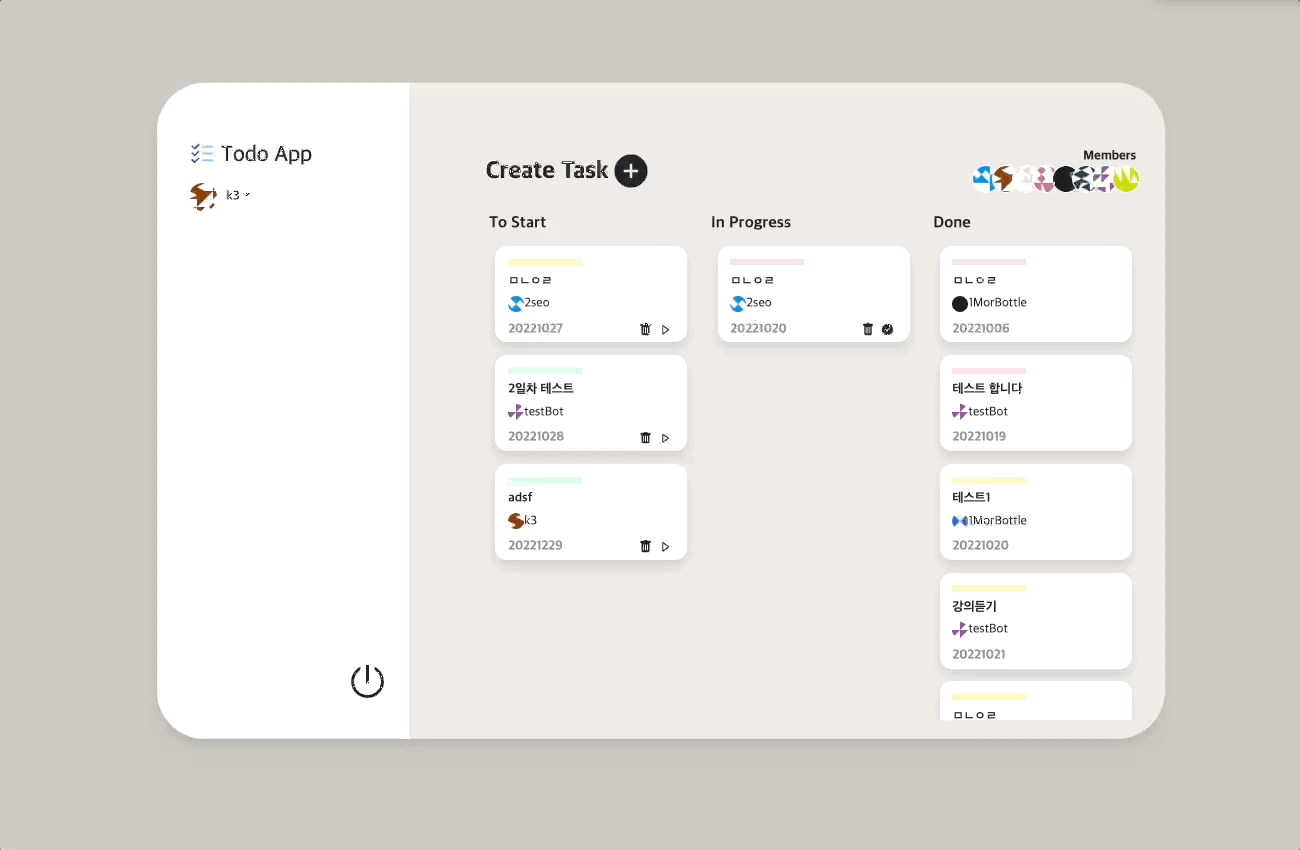 Todo App
k3
Create Task
Members
To Start
ㅁㄴㅇㄹ
2seo
20221027
2일차 테스트
testBot
20221028
adsf
k3
20221229
In Progress
ㅁㄴㅇㄹ
2seo
20221020
Done
ㅁㄴㅇㄹ
1MorBottle
20221006
테스트 합니다
testBot
20221019
테스트1
1MorBottle
20221020
강의듣기
testBot
20221021
ㅁㄴㅇㄹ